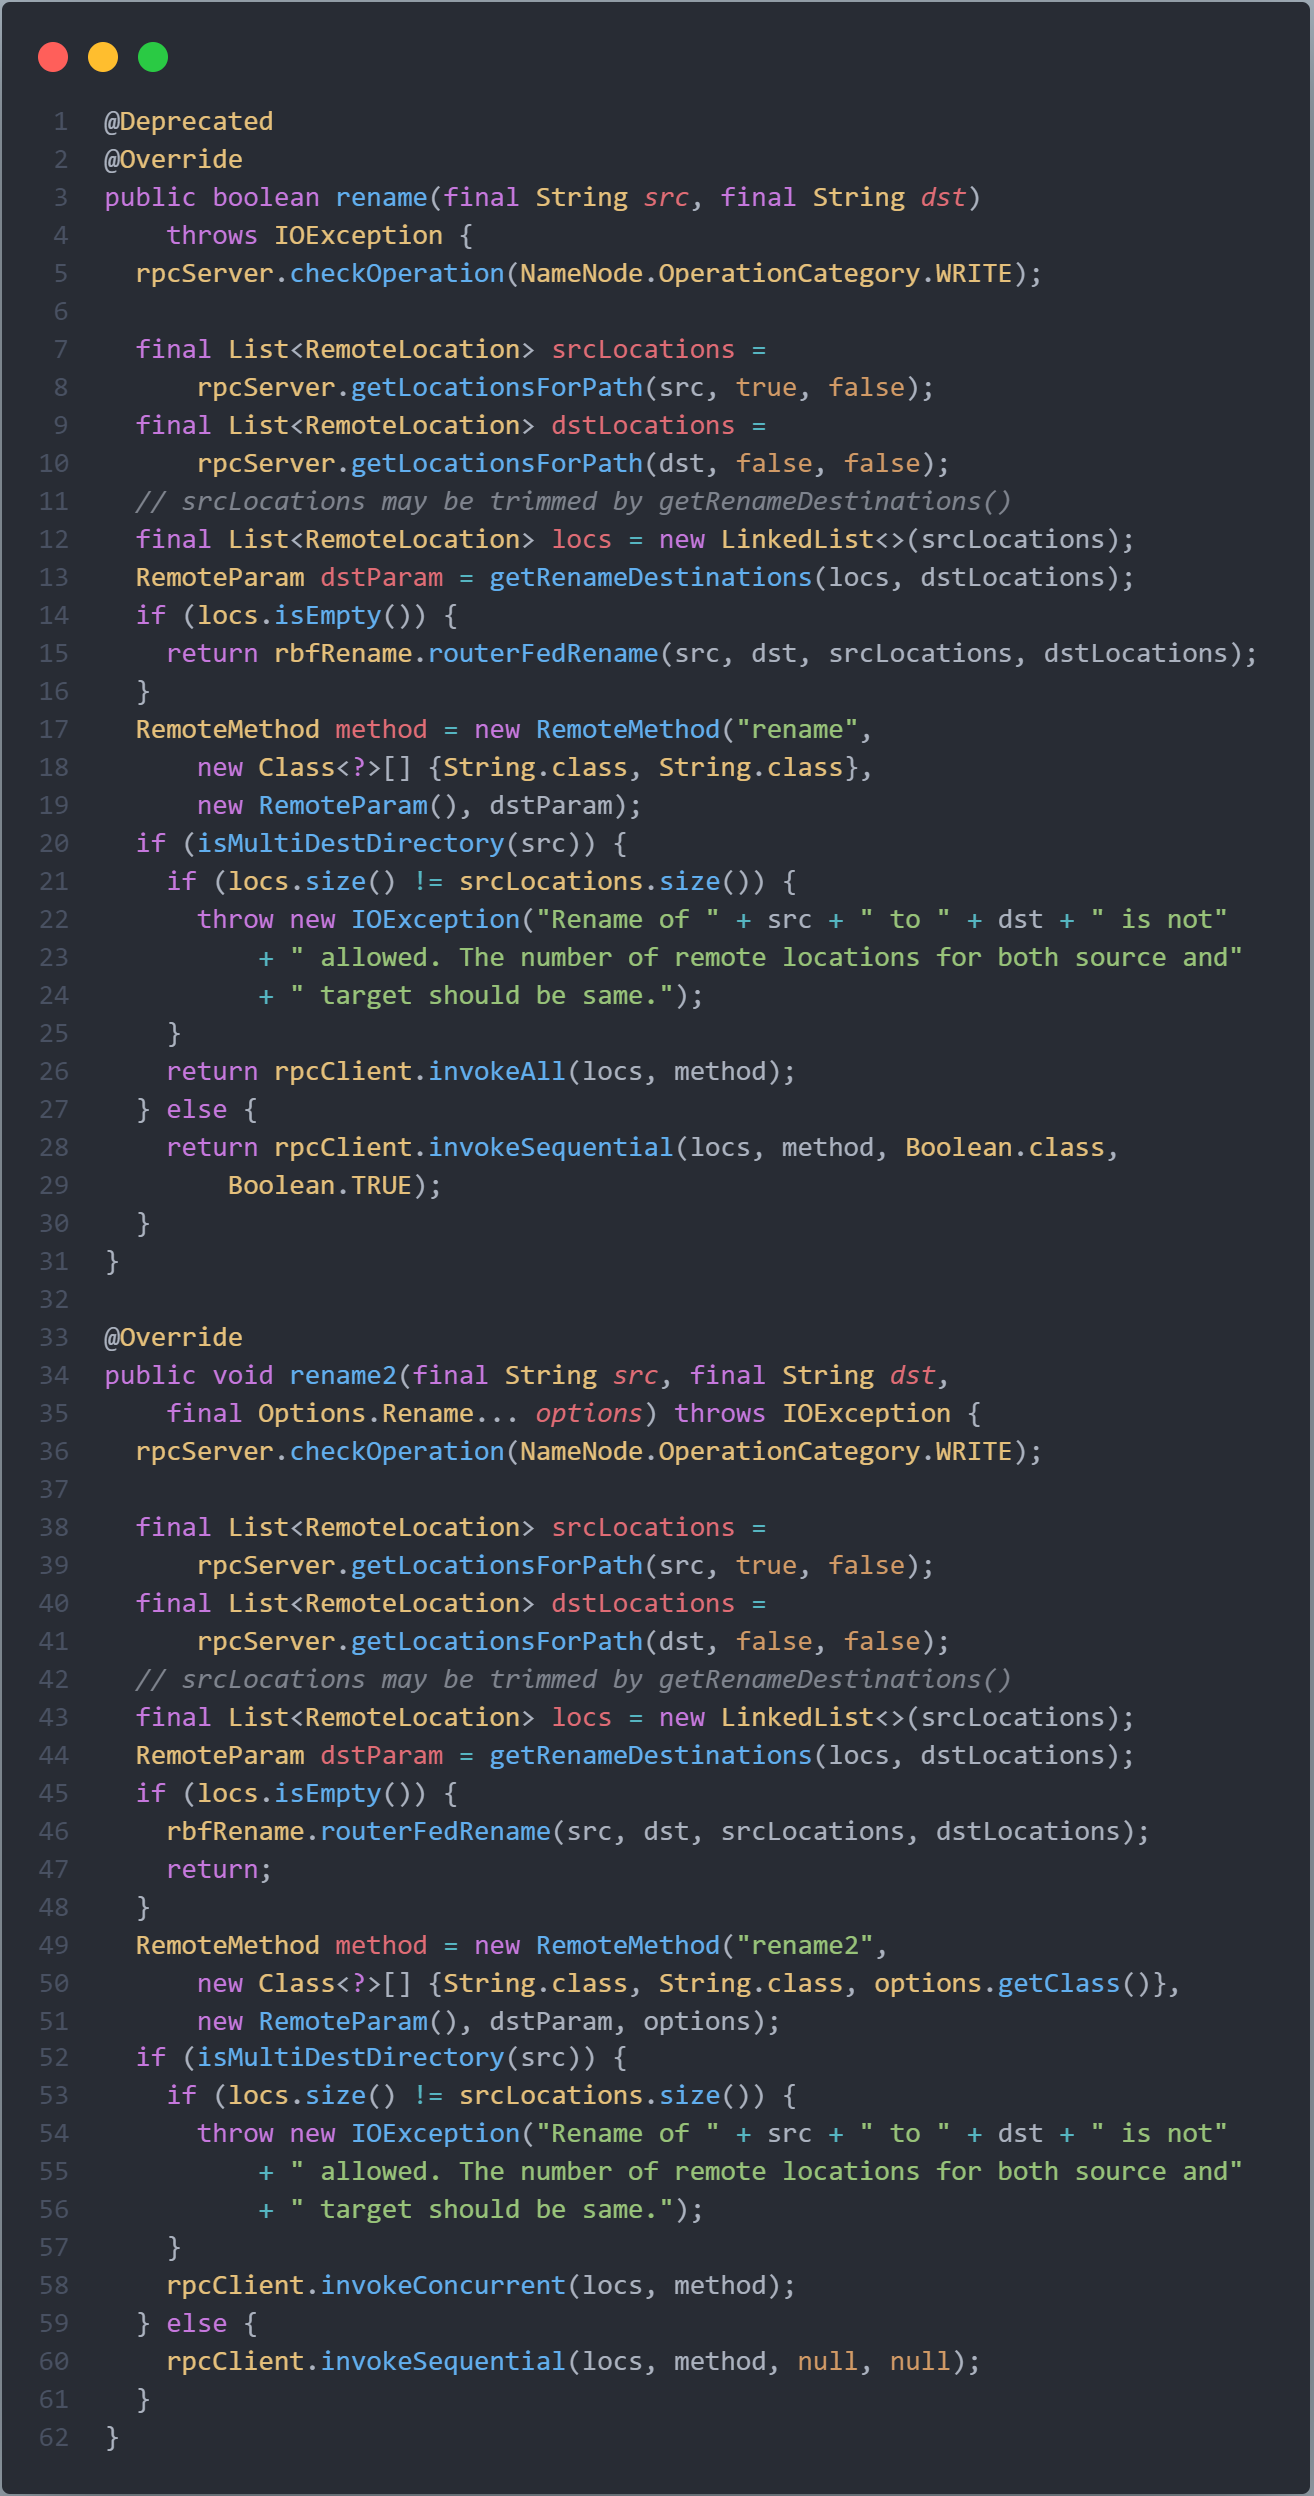 1 @Deprecated
2 @Override
3 public boolean rename(final String src, final String dst)
4     throws IOException {
5   rpcServer.checkOperation(NameNode.OperationCategory.WRITE);
6
7   final List<RemoteLocation> srcLocations =
8       rpcServer.getLocationsForPath(src, true, false);
9   final List<RemoteLocation> dstLocations =
10       rpcServer.getLocationsForPath(dst, false, false);
11   // srcLocations may be trimmed by getRenameDestinations()
12   final List<RemoteLocation> locs = new LinkedList<>(srcLocations);
13   RemoteParam dstParam = getRenameDestinations(locs, dstLocations);
14   if (locs.isEmpty()) {
15     return rbfRename.routerFedRename(src, dst, srcLocations, dstLocations);
16   }
17   RemoteMethod method = new RemoteMethod("rename",
18       new Class<?>[] {String.class, String.class},
19       new RemoteParam(), dstParam);
20   if (isMultiDestDirectory(src)) {
21     if (locs.size() != srcLocations.size()) {
22       throw new IOException("Rename of " + src + " to " + dst + " is not"
23           + " allowed. The number of remote locations for both source and"
24           + " target should be same.");
25     }
26     return rpcClient.invokeAll(locs, method);
27   } else {
28     return rpcClient.invokeSequential(locs, method, Boolean.class,
29         Boolean.TRUE);
30   }
31 }
32
33 @Override
34 public void rename2(final String src, final String dst,
35     final Options.Rename... options) throws IOException {
36   rpcServer.checkOperation(NameNode.OperationCategory.WRITE);
37
38   final List<RemoteLocation> srcLocations =
39       rpcServer.getLocationsForPath(src, true, false);
40   final List<RemoteLocation> dstLocations =
41       rpcServer.getLocationsForPath(dst, false, false);
42   // srcLocations may be trimmed by getRenameDestinations()
43   final List<RemoteLocation> locs = new LinkedList<>(srcLocations);
44   RemoteParam dstParam = getRenameDestinations(locs, dstLocations);
45   if (locs.isEmpty()) {
46     rbfRename.routerFedRename(src, dst, srcLocations, dstLocations);
47     return;
48   }
49   RemoteMethod method = new RemoteMethod("rename2",
50       new Class<?>[] {String.class, String.class, options.getClass()},
51       new RemoteParam(), dstParam, options);
52   if (isMultiDestDirectory(src)) {
53     if (locs.size() != srcLocations.size()) {
54       throw new IOException("Rename of " + src + " to " + dst + " is not"
55           + " allowed. The number of remote locations for both source and"
56           + " target should be same.");
57     }
58     rpcClient.invokeConcurrent(locs, method);
59   } else {
60     rpcClient.invokeSequential(locs, method, null, null);
61   }
62 }